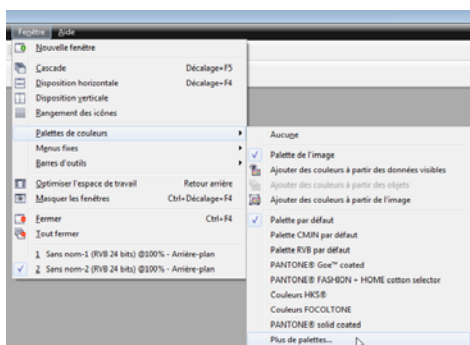 Fenêtre Aide
Nouvelle fenêtre
Cascade Décalage+F5
Disposition horizontale Décalage+F4
Disposition verticale
Rangement des icônes
Palettes de couleurs
Menus fixes
Barres d'outils
Optimiser l'espace de travail Retour arrière
Masquer les fenêtres Ctrl+Décalage+F4
Fermer Ctrl+F4
Tout fermer
1 Sans nom-1 (RVB 24 bits) @100% - Arrière-plan
2 Sans nom-2 (RVB 24 bits) @100% - Arrière-plan
Aucune
Palette de l'image
Ajouter des couleurs à partir des données visibles
Ajouter des couleurs à partir des objets
Ajouter des couleurs à partir de l'image
Palette par défaut
Palette CMJN par défaut
Palette RVB par défaut
PANTONE® Goe™ coated
PANTONE® FASHION + HOME cotton selector
Couleurs HKS®
Couleurs FOCOLTONE
PANTONE® solid coated
Plus de palettes...